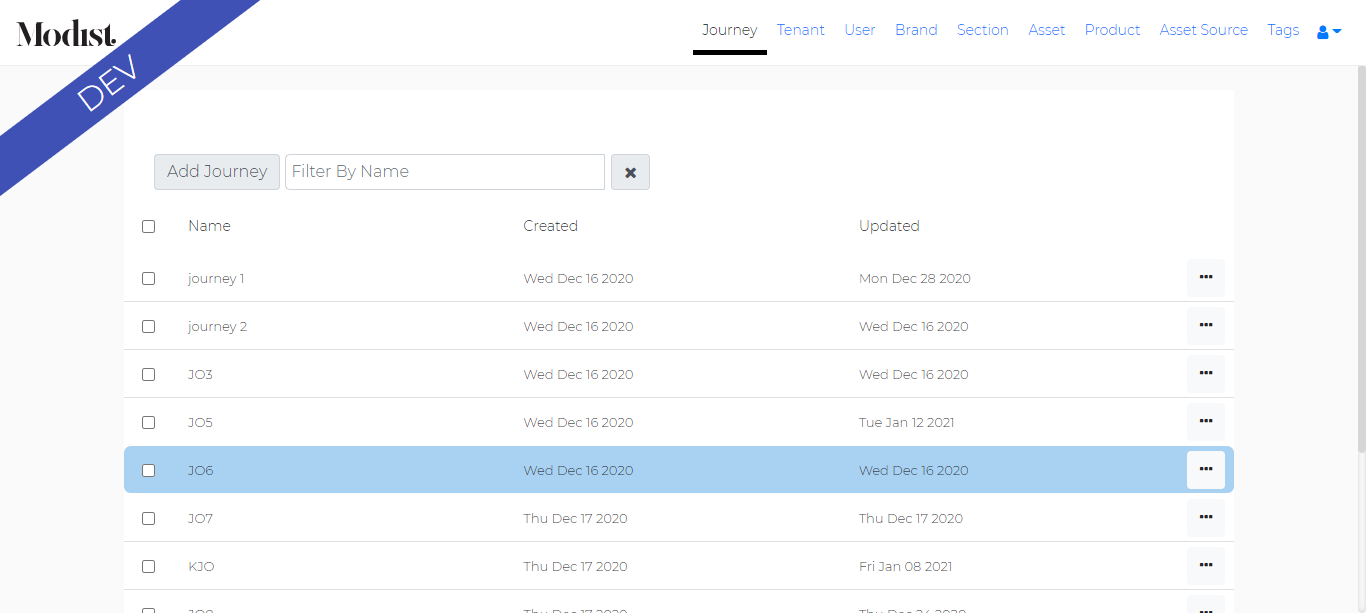 Modist.
DEV
Journey Tenant User Brand Section Asset Product Asset Source Tags
Add Journey Filter By Name
Name Created Updated
journey 1 Wed Dec 16 2020 Mon Dec 28 2020
journey 2 Wed Dec 16 2020 Wed Dec 16 2020
JO3 Wed Dec 16 2020 Wed Dec 16 2020
JO5 Wed Dec 16 2020 Tue Jan 12 2021
JO6 Wed Dec 16 2020 Wed Dec 16 2020
JO7 Thu Dec 17 2020 Thu Dec 17 2020
KJO Thu Dec 17 2020 Fri Jan 08 2021
Thu Dec 17 2020